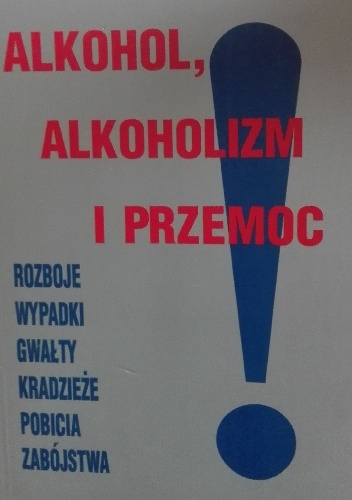 ALKOHOL,
ALKOHOLIZM
I PRZEMOC
ROZBOJE
WYPADKI
GWAŁTY
KRADZIEŻE
POBICIA
ZABÓJSTWA